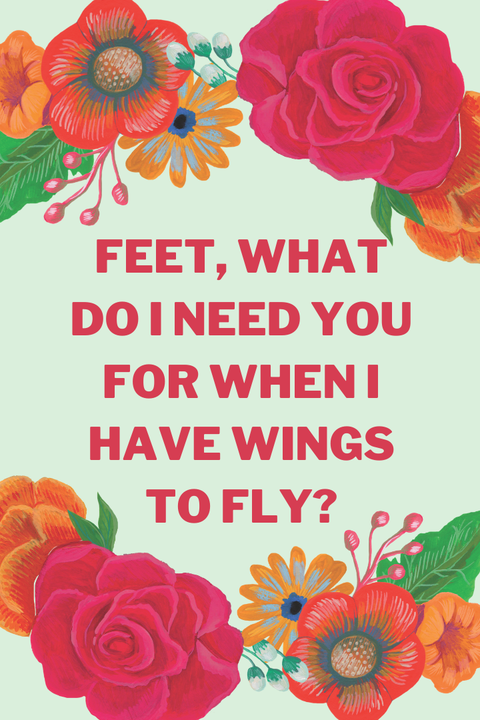 FEET, WHAT
DO I NEED YOU
FOR WHEN I
HAVE WINGS
TO FLY?